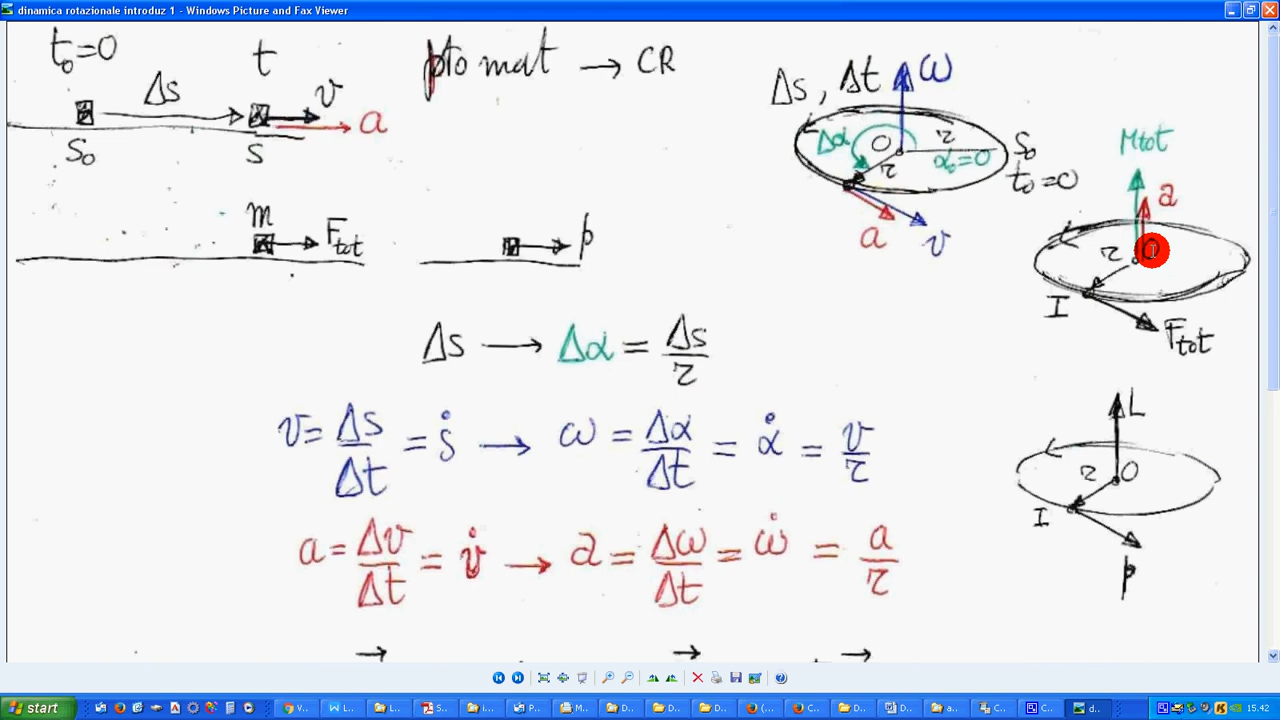 dinamica rotazionale introduz 1 - Windows Picture and Fax Viewer
t₀=0 t
Δs v
a
S₀ S
pto mat → CR
Δs, Δt ω
Δα O r
α₀=0 S₀
r t₀=0
a v
Mtot
a
r O
I
Ftot
m Ftot
p
Δs → Δα = Δs/r
v = Δs/Δt = ṡ → ω = Δα/Δt = α̇ = v/r
L
r O
I
p
a = Δv/Δt = v̇ → a = Δω/Δt = ω̇ = a/r
start V... L... S... i... P... M... D... D... D... (... C... D... D... a... C... C... d... 15.42